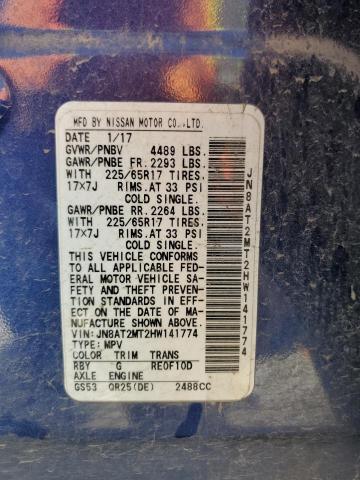 MFD BY NISSAN MOTOR CO.,LTD.
DATE 1/17
GVWR/PNBV 4489 LBS.
GAWR/PNBE FR. 2293 LBS.
WITH 225/65R17 TIRES
17X7J RIMS.AT 33 PSI
COLD SINGLE.
GAWR/PNBE RR. 2264 LBS.
WITH 225/65R17 TIRES
17X7J RIMS.AT 33 PSI
COLD SINGLE.
THIS VEHICLE CONFORMS
TO ALL APPLICABLE FED-
ERAL MOTOR VEHICLE SA-
FETY AND THEFT PREVEN-
TION STANDARDS IN EFF-
ECT ON THE DATE OF MA-
NUFACTURE SHOWN ABOVE
VIN:JN8AT2MT2HW141774
TYPE: MPV
COLOR TRIM TRANS
RBY G RE0F10D
AXLE ENGINE
GS53 QR25(DE) 2488CC
JN8AT2MT2HW141774